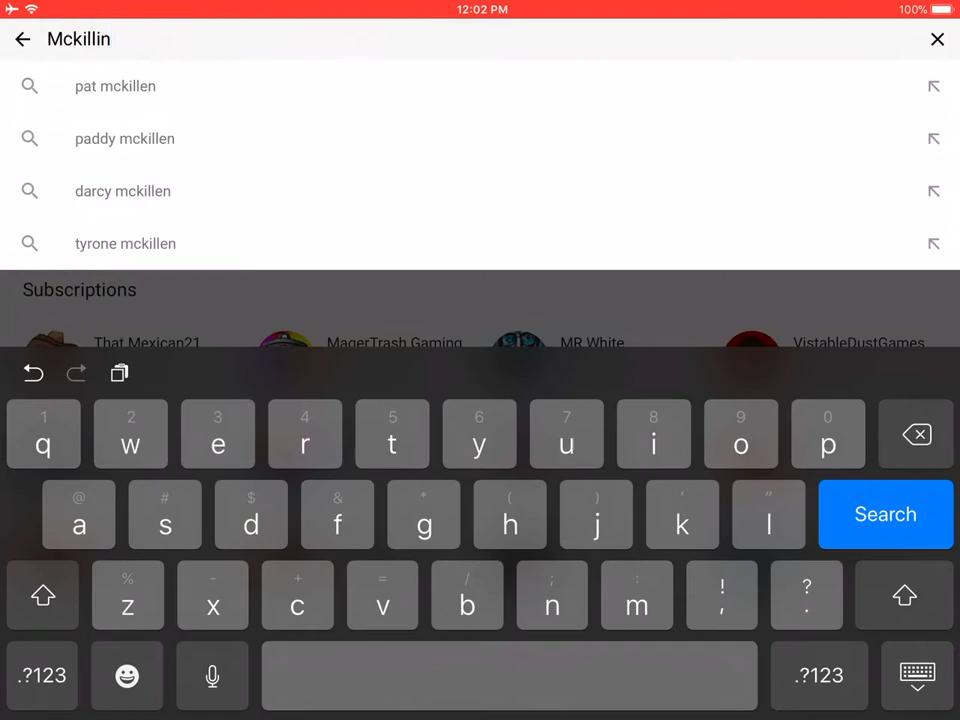 12:02 PM 100%
Mckillin
pat mckillen
paddy mckillen
darcy mckillen
tyrone mckillen
Subscriptions
That Mexican21 MagerTrash Gaming MR White VistableDustGames
1 2 3 4 5 6 7 8 9 0
q w e r t y u i o p
@ # $ & * ( ) ‘ ”
a s d f g h j k l Search
% - + = / ; : ! ?
z x c v b n m , .
.?123 .?123